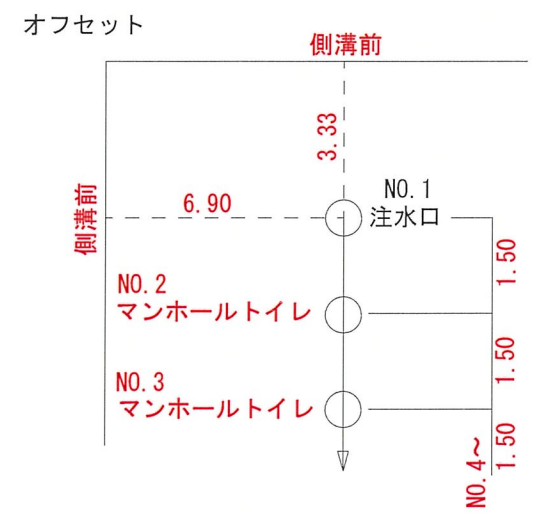 オフセット
側溝前
3.33
側溝前
6.90
NO.1
注水口
1.50
NO.2
マンホールトイレ
1.50
NO.3
マンホールトイレ
1.50
NO.4~